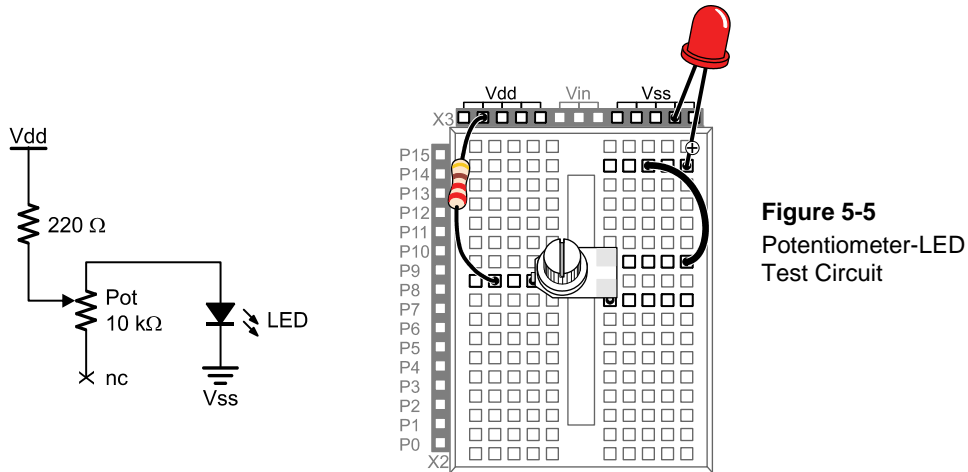 Vdd
220 Ω
Pot
10 kΩ
nc
LED
Vss
Vdd
Vin
Vss
X3
+
P15
P14
P13
P12
P11
P10
P9
P8
P7
P6
P5
P4
P3
P2
P1
P0
X2
Figure 5-5
Potentiometer-LED
Test Circuit